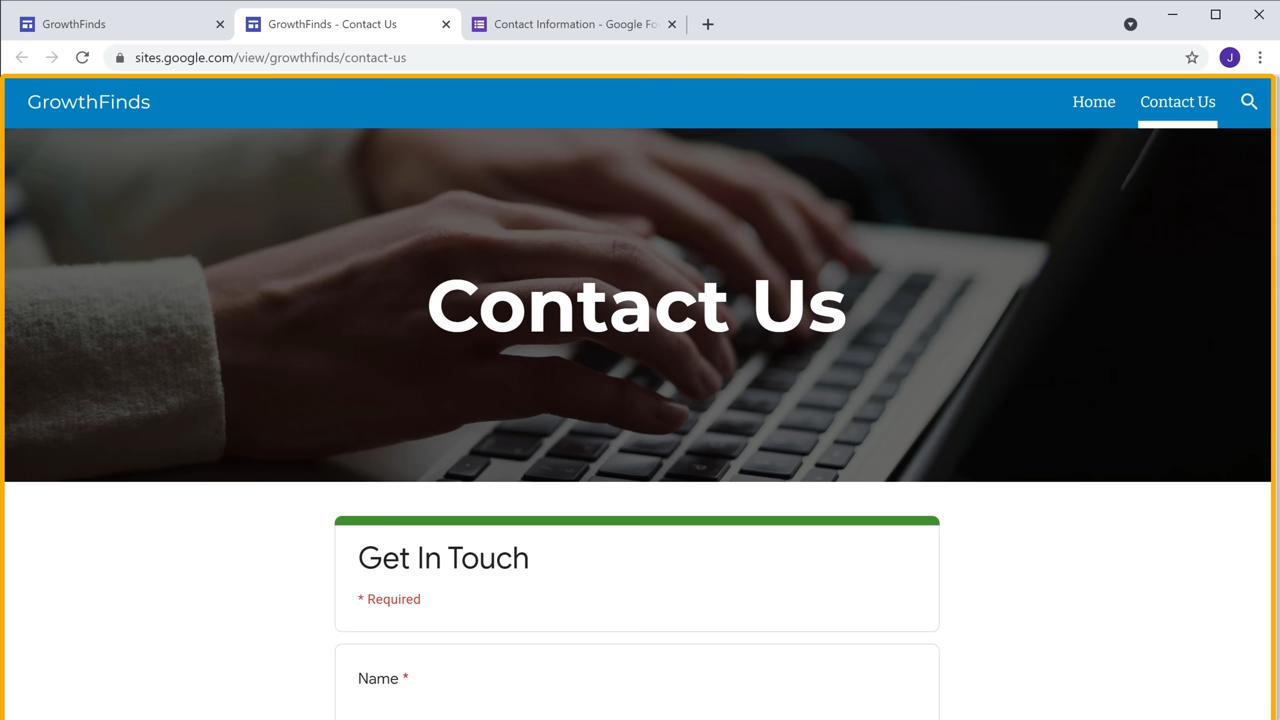 GrowthFinds
GrowthFinds - Contact Us
Contact Information - Google Fo
sites.google.com/view/growthfinds/contact-us
J
GrowthFinds
Home
Contact Us
Contact Us
Get In Touch
* Required
Name *